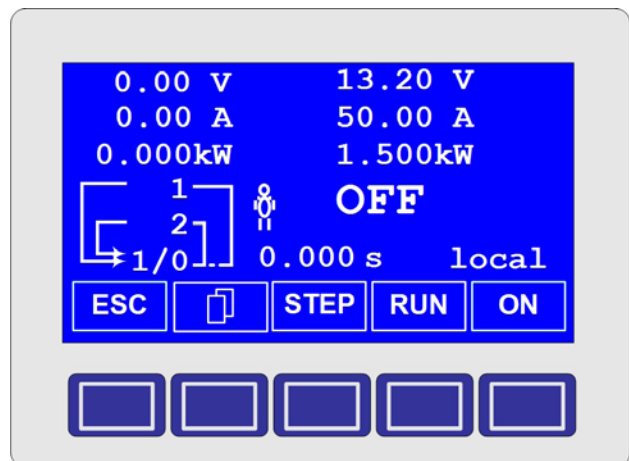 0.00 V 13.20 V
0.00 A 50.00 A
0.000kW 1.500kW
1
OFF
2
1/0 0.000 s local
ESC STEP RUN ON